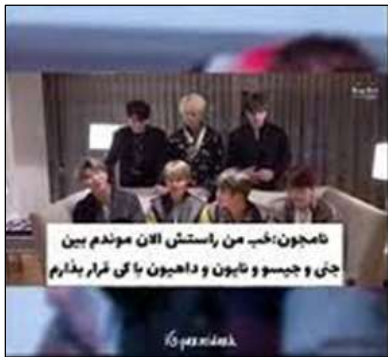 نامجون:خب من راستش الان موندم بین
جنی و جیسو و نایون و داهیون با کی قرار بذارم